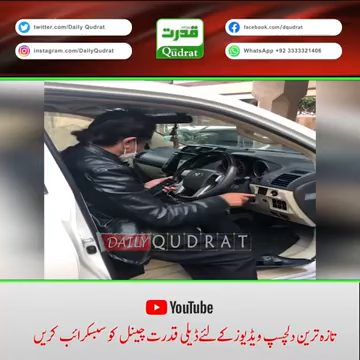 twitter.com/Daily Qudrat
facebook.com/dqudrat
instagram.com/DailyQudrat
WhatsApp +92 3333321406
قدرت
Qudrat
DAILY QUDRAT
YouTube
تازہ ترین دلچسپ ویڈیوز کے لئے ڈیلی قدرت چینل کو سبسکرائب کریں